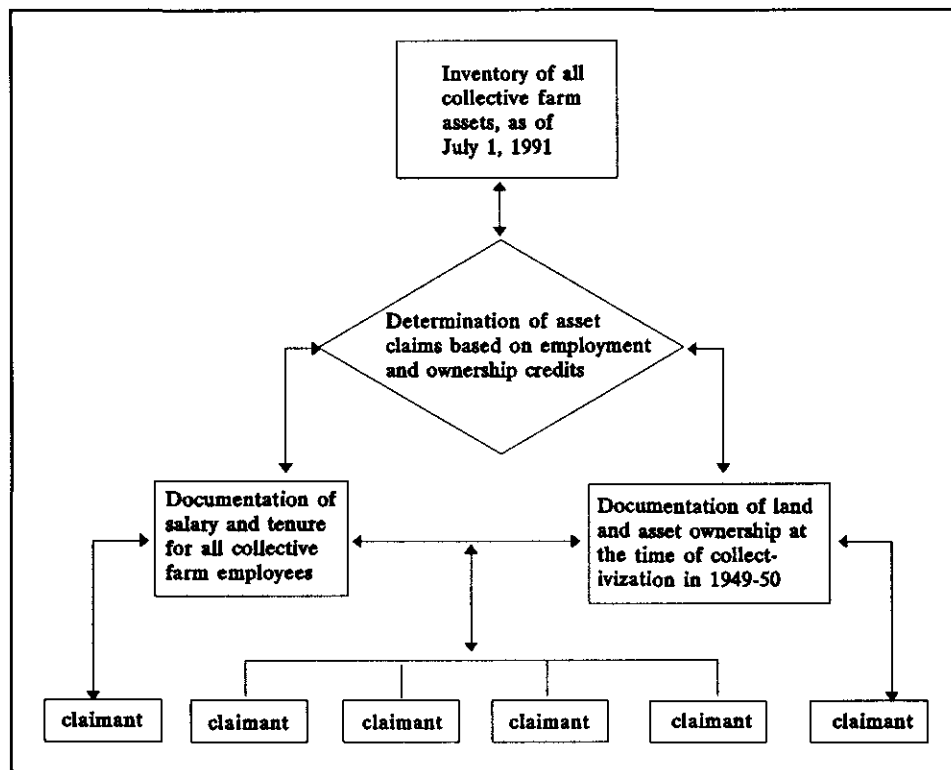 Inventory of all
collective farm
assets, as of
July 1, 1991
Determination of asset
claims based on employment
and ownership credits
Documentation of
salary and tenure
for all collective
farm employees
Documentation of land
and asset ownership at
the time of collect-
ivization in 1949-50
claimant
claimant
claimant
claimant
claimant
claimant